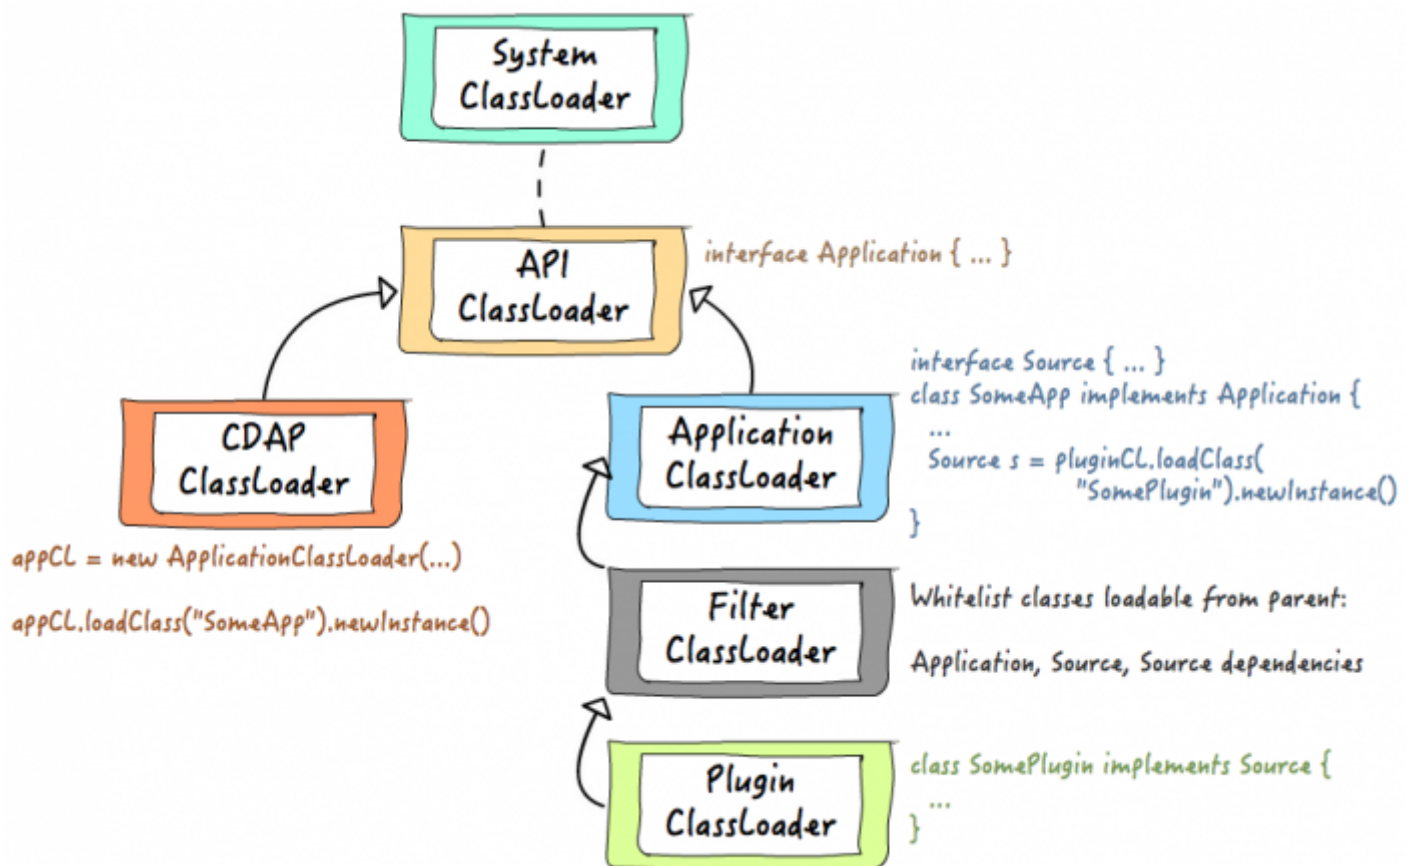 System
ClassLoader
API
ClassLoader
interface Application { ... }
CDAP
ClassLoader
appCL = new ApplicationClassLoader(...)
appCL.loadClass("SomeApp").newInstance()
Application
ClassLoader
interface Source { ... }
class SomeApp implements Application {
...
Source s = pluginCL.loadClass(
"SomePlugin").newInstance()
}
Filter
ClassLoader
Whitelist classes loadable from parent:
Application, Source, Source dependencies
Plugin
ClassLoader
class SomePlugin implements Source {
...
}